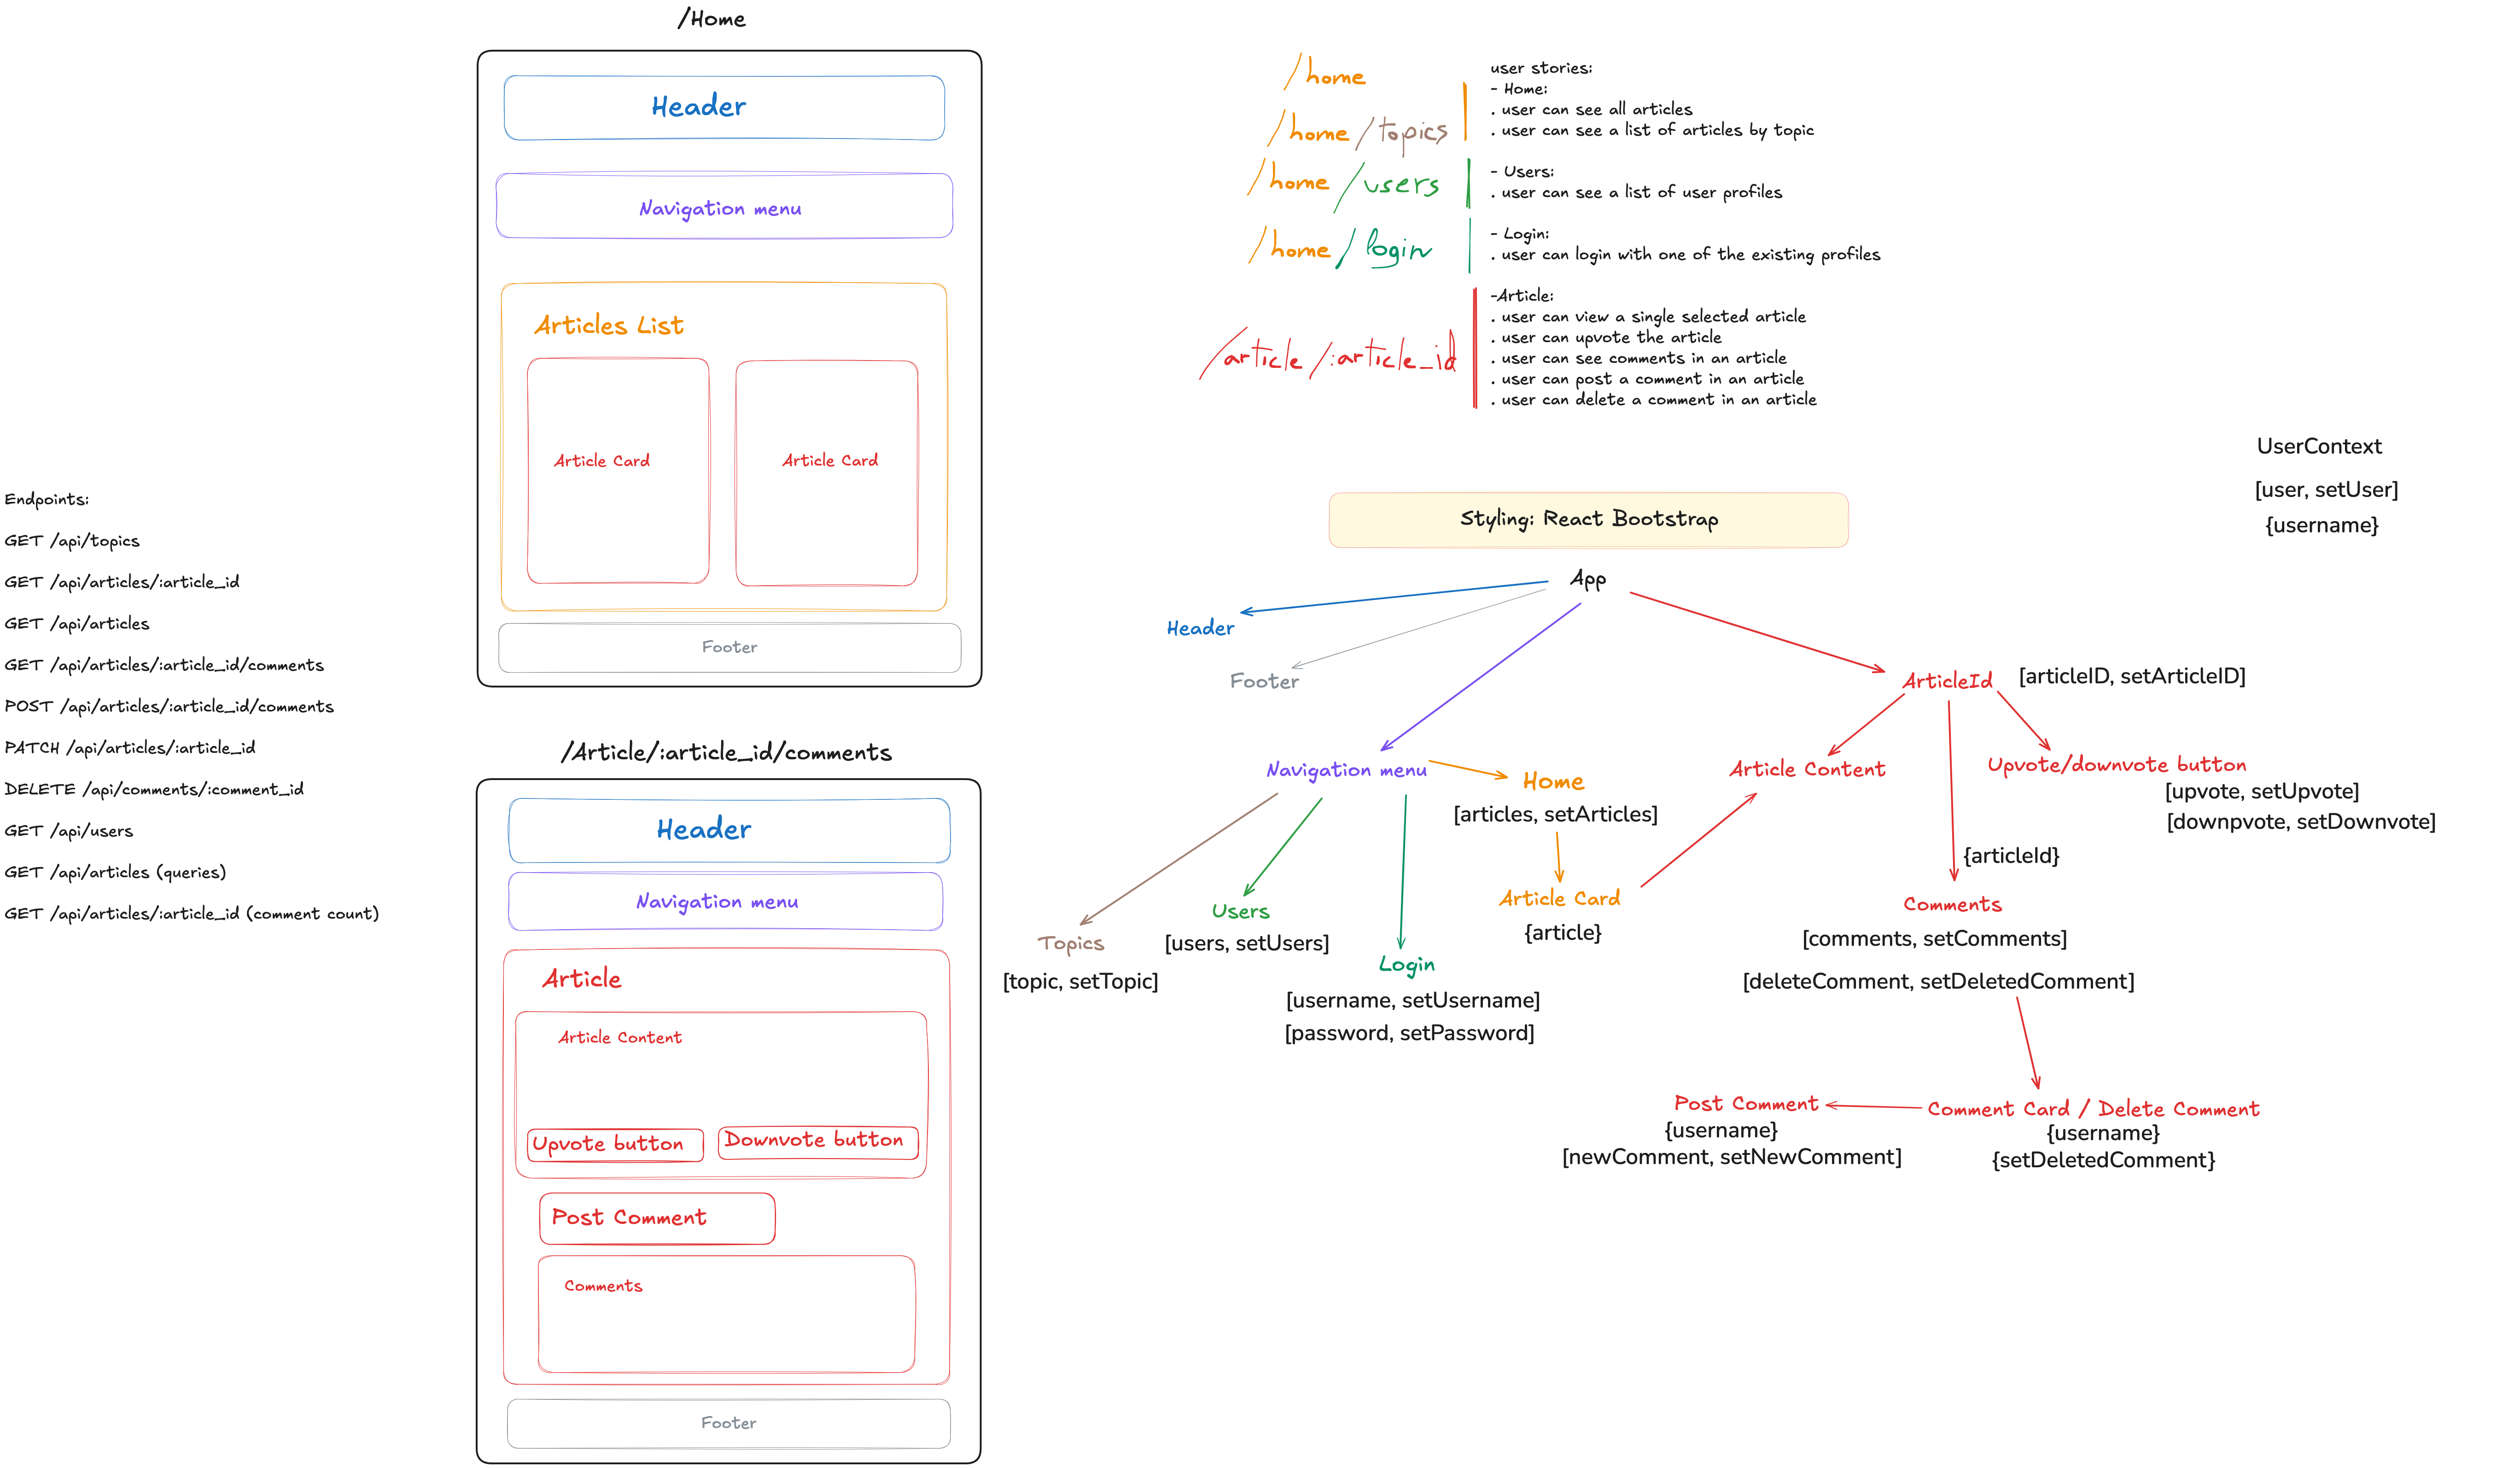 Endpoints:
GET /api/topics
GET /api/articles/:article_id
GET /api/articles
GET /api/articles/:article_id/comments
POST /api/articles/:article_id/comments
PATCH /api/articles/:article_id
DELETE /api/comments/:comment_id
GET /api/users
GET /api/articles (queries)
GET /api/articles/:article_id (comment count)
/Home
Header
Navigation menu
Articles List
Article Card
Article Card
Footer
/Article/:article_id/comments
Header
Navigation menu
Article
Article Content
Upvote button
Downvote button
Post Comment
Comments
Footer
/home
/home/topics
/home/users
/home/login
/article/:article_id
user stories:
- Home:
. user can see all articles
. user can see a list of articles by topic
- Users:
. user can see a list of user profiles
- Login:
. user can login with one of the existing profiles
-Article:
. user can view a single selected article
. user can upvote the article
. user can see comments in an article
. user can post a comment in an article
. user can delete a comment in an article
UserContext
[user, setUser]
{username}
Styling: React Bootstrap
App
Header
Footer
Navigation menu
Home
[articles, setArticles]
Article Card
{article}
Topics
[topic, setTopic]
Users
[users, setUsers]
Login
[username, setUsername]
[password, setPassword]
ArticleId
[articleID, setArticleID]
Article Content
Upvote/downvote button
[upvote, setUpvote]
[downpvote, setDownvote]
{articleId}
Comments
[comments, setComments]
[deleteComment, setDeletedComment]
Post Comment
{username}
[newComment, setNewComment]
Comment Card / Delete Comment
{username}
{setDeletedComment}